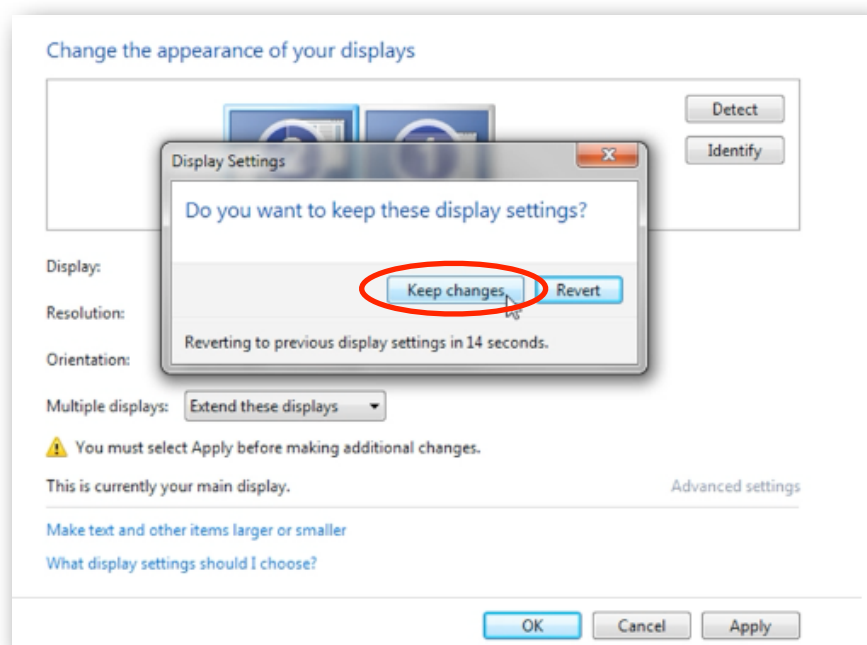 Change the appearance of your displays
Detect
Identify
Display Settings
Do you want to keep these display settings?
Keep changes
Revert
Reverting to previous display settings in 14 seconds.
Display:
Resolution:
Orientation:
Multiple displays: Extend these displays
You must select Apply before making additional changes.
This is currently your main display. Advanced settings
Make text and other items larger or smaller
What display settings should I choose?
OK Cancel Apply